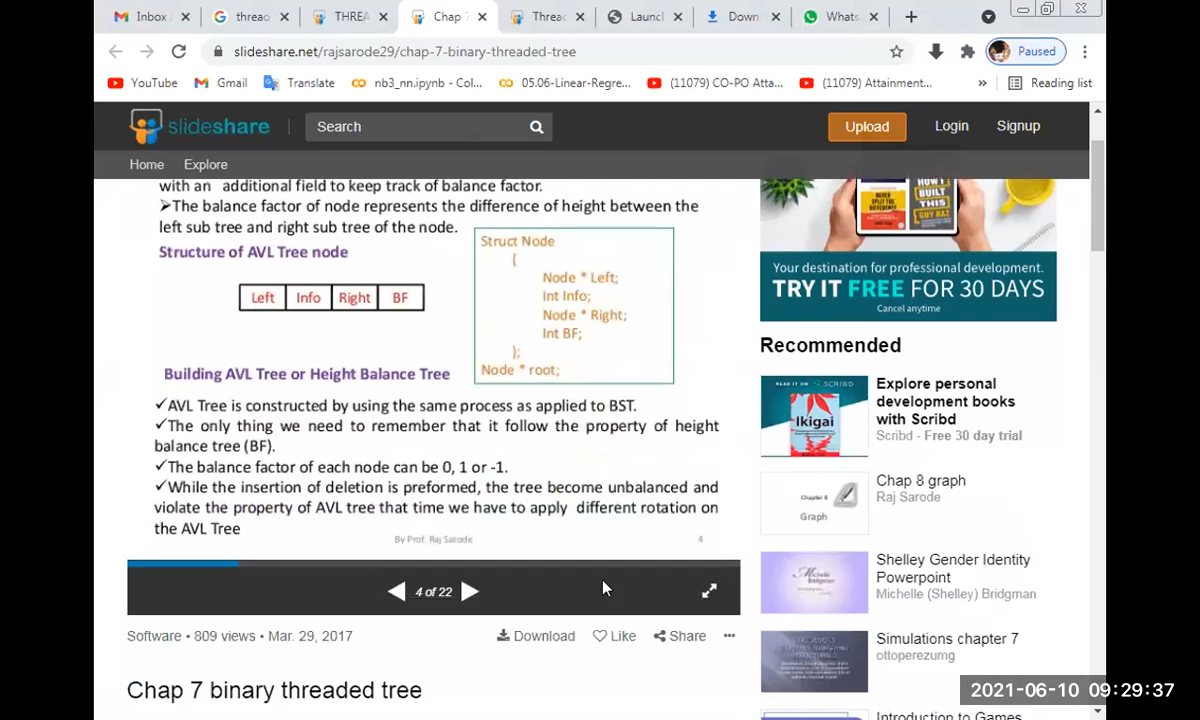 Inbox
threac
THREA
Chap 7
Threac
Launc
Down
Whats
slideshare.net/rajsarode29/chap-7-binary-threaded-tree
Paused
YouTube
Gmail
Translate
nb3_nn.ipynb - Col...
05.06-Linear-Regre...
(11079) CO-PO Atta...
(11079) Attainment...
»
Reading list
slideshare
Search
Upload
Login
Signup
Home
Explore
with an additional field to keep track of balance factor.
➢The balance factor of node represents the difference of height between the
left sub tree and right sub tree of the node.
Structure of AVL Tree node
Left Info Right BF
Struct Node
{
Node * Left;
Int Info;
Node * Right;
Int BF;
};
Node * root;
Building AVL Tree or Height Balance Tree
✓AVL Tree is constructed by using the same process as applied to BST.
✓The only thing we need to remember that it follow the property of height
balance tree (BF).
✓The balance factor of each node can be 0, 1 or -1.
✓While the insertion of deletion is preformed, the tree become unbalanced and
violate the property of AVL tree that time we have to apply different rotation on
the AVL Tree
By Prof. Raj Sarode
4
4 of 22
Software • 809 views • Mar. 29, 2017
Download
Like
Share
Chap 7 binary threaded tree
HOW I
BUILT
THIS
GUY RAZ
Your destination for professional development.
TRY IT FREE FOR 30 DAYS
Cancel anytime
Recommended
READ IT ON SCRIBD
Ikigai
Explore personal
development books
with Scribd
Scribd - Free 30 day trial
Chapter 8
Graph
Chap 8 graph
Raj Sarode
Shelley Gender Identity
Powerpoint
Michelle (Shelley) Bridgman
Simulations chapter 7
ottoperezumg
Introduction to Games
2021-06-10 09:29:37